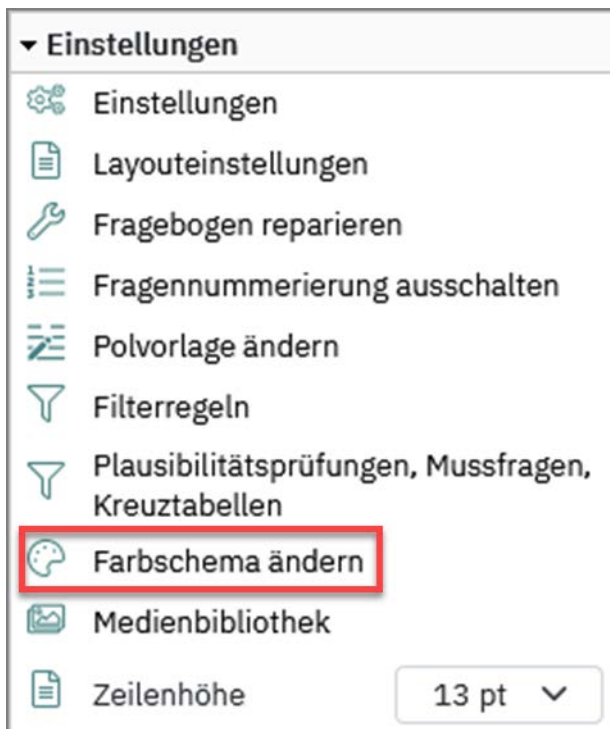 Einstellungen
Einstellungen
Layouteinstellungen
Fragebogen reparieren
Fragennummerierung ausschalten
Polvorlage ändern
Filterregeln
Plausibilitätsprüfungen, Mussfragen,
Kreuztabellen
Farbschema ändern
Medienbibliothek
Zeilenhöhe 13 pt